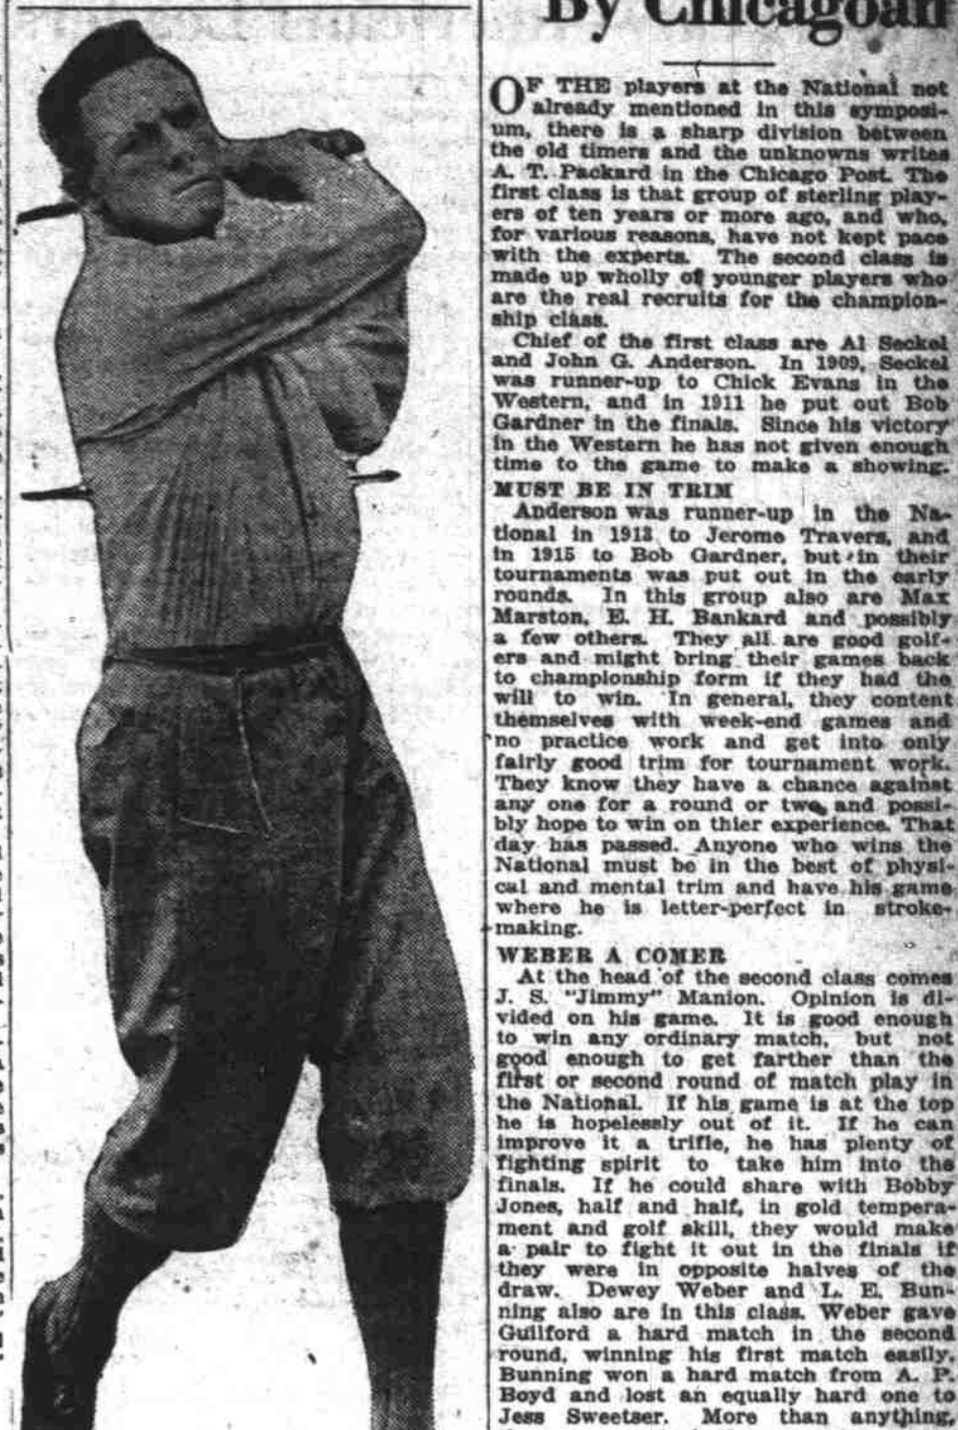 By Chicagoan
OF THE players at the National not
already mentioned in this symposi-
um, there is a sharp division between
the old timers and the unknowns writes
A. T. Packard in the Chicago Post. The
first class is that group of sterling play-
ers of ten years or more ago, and who,
for various reasons, have not kept pace
with the experts. The second class is
made up wholly of younger players who
are the real recruits for the champion-
ship class.
Chief of the first class are Al Seckel
and John G. Anderson. In 1909, Seckel
was runner-up to Chick Evans in the
Western, and in 1911 he put out Bob
Gardner in the finals. Since his victory
in the Western he has not given enough
time to the game to make a showing.
MUST BE IN TRIM
Anderson was runner-up in the Na-
tional in 1913 to Jerome Travers, and
in 1915 to Bob Gardner, but in their
tournaments was put out in the early
rounds. In this group also are Max
Marston, E. H. Bankard and possibly
a few others. They all are good golf-
ers and might bring their games back
to championship form if they had the
will to win. In general, they content
themselves with week-end games and
no practice work and get into only
fairly good trim for tournament work.
They know they have a chance against
any one for a round or two and possi-
bly hope to win on thier experience. That
day has passed. Anyone who wins the
National must be in the best of physi-
cal and mental trim and have his game
where he is letter-perfect in stroke-
making.
WEBER A COMER
At the head of the second class comes
J. S. "Jimmy" Manion. Opinion is di-
vided on his game. It is good enough
to win any ordinary match, but not
good enough to get farther than the
first or second round of match play in
the National. If his game is at the top
he is hopelessly out of it. If he can
improve it a trifle, he has plenty of
fighting spirit to take him into the
finals. If he could share with Bobby
Jones, half and half, in gold tempera-
ment and golf skill, they would make
a pair to fight it out in the finals if
they were in opposite halves of the
draw. Dewey Weber and L. E. Bun-
ning also are in this class. Weber gave
Guilford a hard match in the second
round, winning his first match easily.
Bunning won a hard match from A. P.
Boyd and lost an equally hard one to
Jess Sweetser. More than anything,